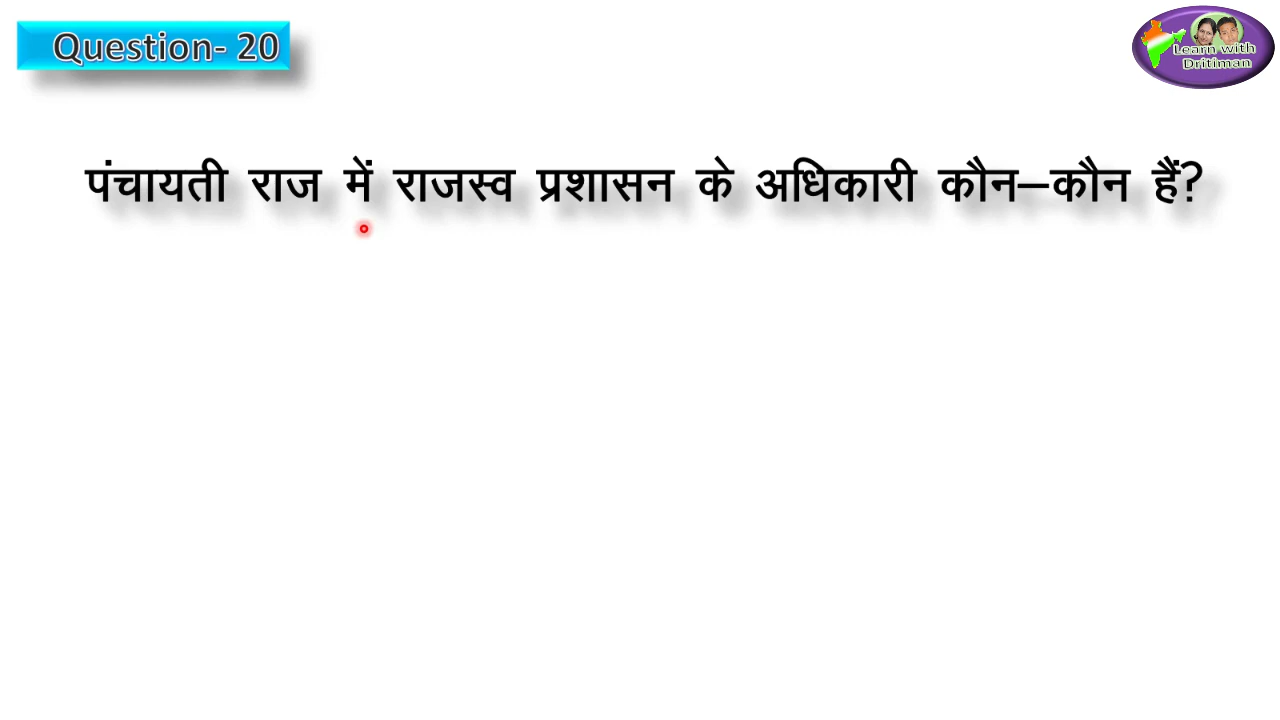 Question- 20
Learn with
Dritiman
पंचायती राज में राजस्व प्रशासन के अधिकारी कौन–कौन हैं?